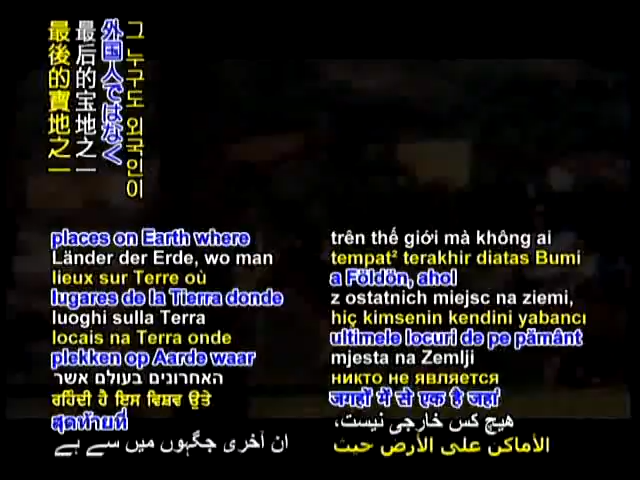 最後的寶地之一
最后的宝地之一
外国人ではなく
그 누구도 외국인이
places on Earth where
Länder der Erde, wo man
lieux sur Terre où
lugares de la Tierra donde
luoghi sulla Terra
locais na Terra onde
plekken op Aarde waar
האחרונים בעולם אשר
ਰਹਿੰਦੀ ਹੈ ਇਸ ਵਿਸ਼ਵ ਉਤੇ
สุดท้ายที่
ان آخری جگہوں میں سے ہے
trên thế giới mà không ai
tempat² terakhir diatas Bumi
a Földön, ahol
z ostatnich miejsc na ziemi,
hiç kimsenin kendini yabancı
ultimele locuri de pe pământ
mjesta na Zemlji
никто не является
जगहों में से एक है जहां
هیچ کس خارجی نیست،
الأماكن على الأرض حيث